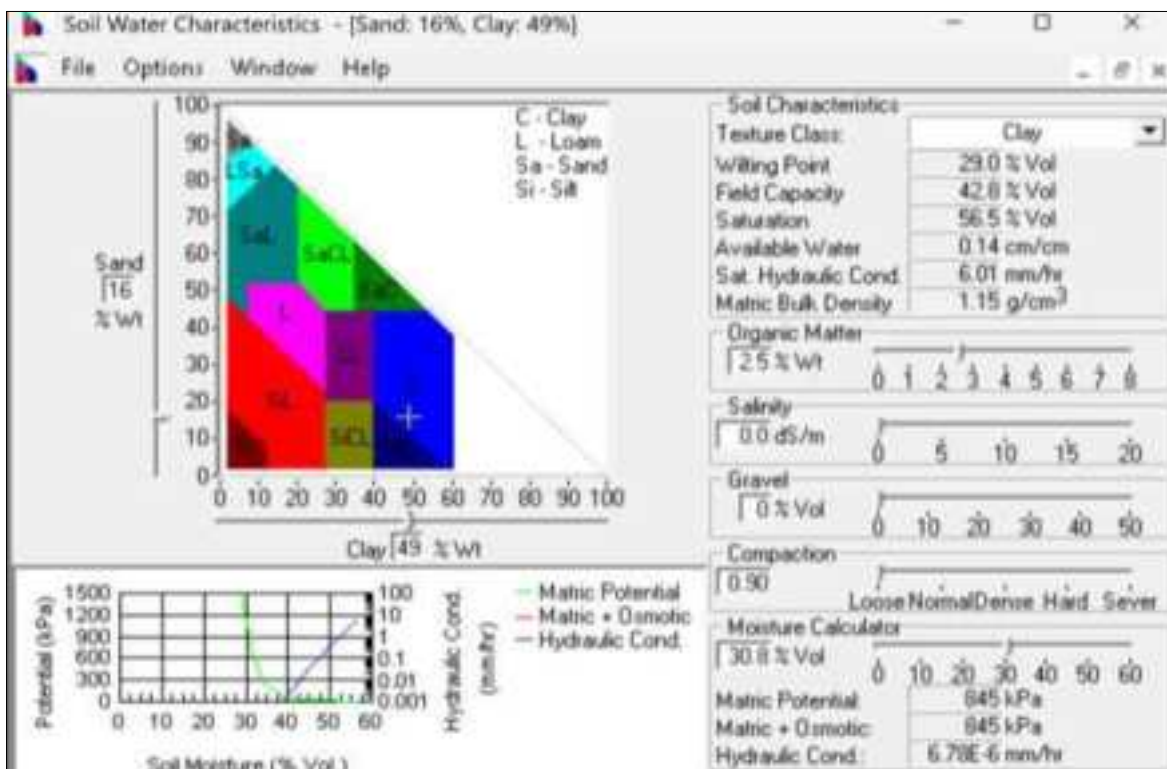 Soil Water Characteristics - [Sand: 16%, Clay: 49%]
File Options Window Help
C - Clay
L - Loam
Sa - Sand
Si - Silt
100
90
80
70
60
50
40
30
20
10
0
Sand
16
% Wt
Sa
LSa
SaL
SaCL
SaC
L
SiCL
0 10 20 30 40 50 60 70 80 90 100
Clay 49 % Wt
Soil Characteristics
Texture Class: Clay
Wilting Point 29.0 % Vol
Field Capacity 42.8 % Vol
Saturation 56.5 % Vol
Available Water 0.14 cm/cm
Sat. Hydraulic Cond. 6.01 mm/hr
Matric Bulk Density 1.15 g/cm3
Organic Matter
2.5 % Wt
0 1 2 3 4 5 6 7 8
Salinity
0.0 dS/m
0 5 10 15 20
Gravel
0 % Vol
0 10 20 30 40 50
Compaction
0.90
Loose Normal Dense Hard Sever
Moisture Calculator
30.8 % Vol
0 10 20 30 40 50 60
Matric Potential: 845 kPa
Matric + Osmotic: 845 kPa
Hydraulic Cond.: 6.78E-6 mm/hr
Potential (kPa)
1500
1200
900
600
300
0
0 10 20 30 40 50 60
100
10
1
0.1
0.01
0.001
Hydraulic Cond.
(mm/hr)
Matric Potential
Matric + Osmotic
Hydraulic Cond.
Soil Moisture (% Vol.)